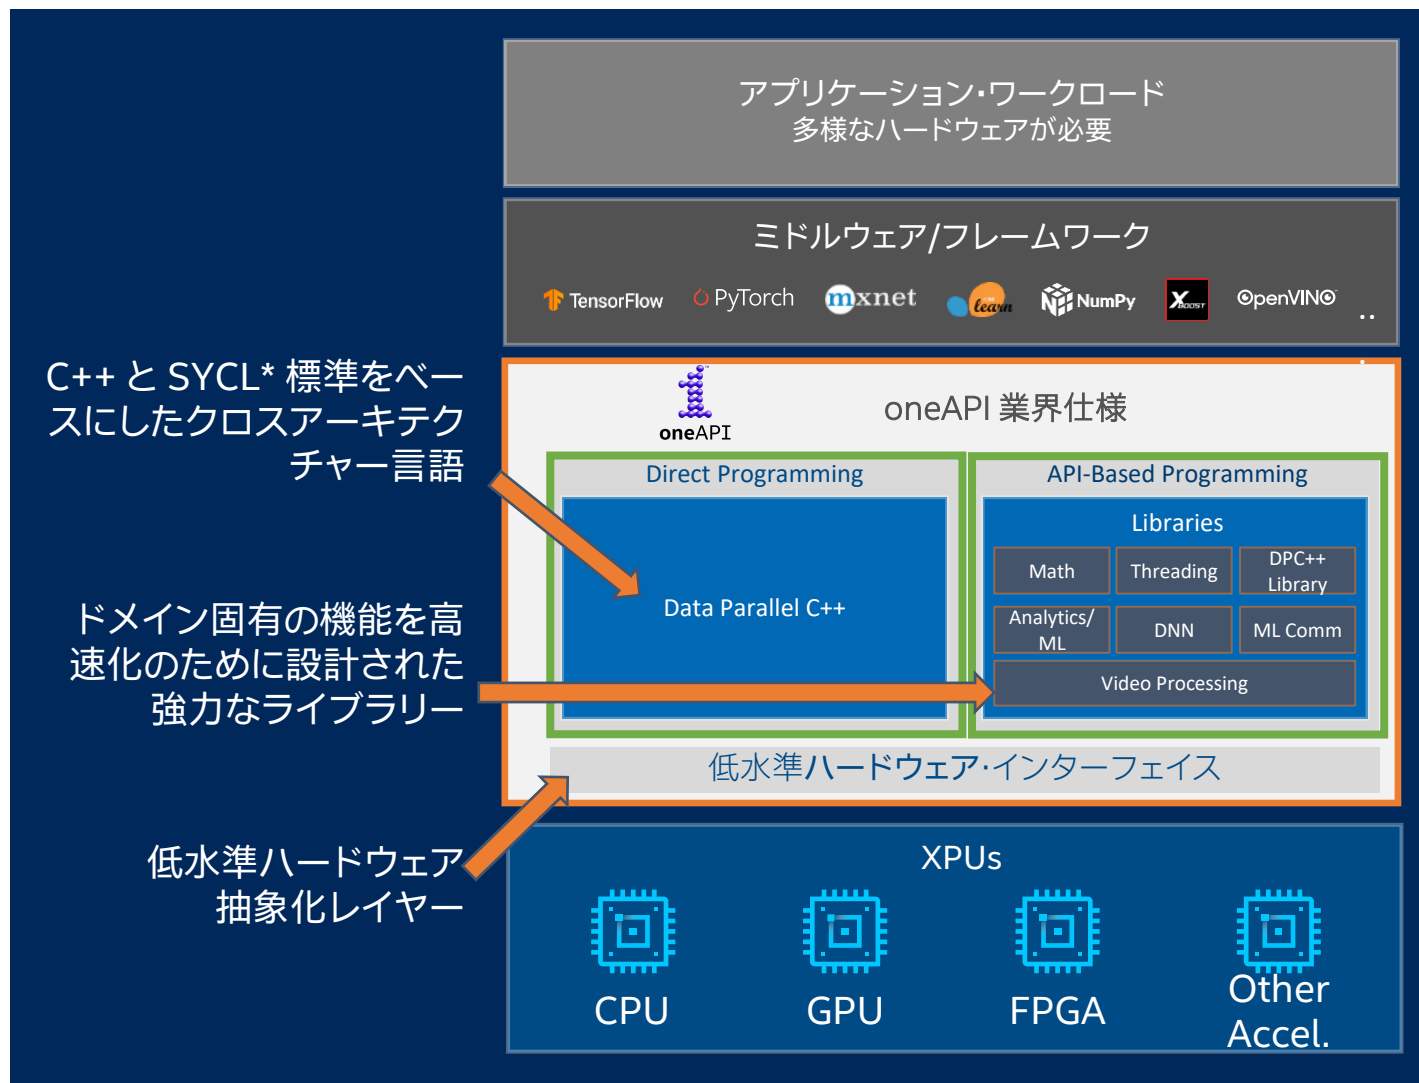 アプリケーション・ワークロード
多様なハードウェアが必要
ミドルウェア/フレームワーク
TensorFlow
PyTorch
mxnet
learn
NumPy
XBOOST
OpenVINO
..
.
C++ と SYCL* 標準をベー
スにしたクロスアーキテク
チャー言語
oneAPI
oneAPI 業界仕様
Direct Programming
Data Parallel C++
API-Based Programming
Libraries
Math
Threading
DPC++
Library
Analytics/
ML
DNN
ML Comm
Video Processing
ドメイン固有の機能を高
速化のために設計された
強力なライブラリー
低水準ハードウェア・インターフェイス
低水準ハードウェア
抽象化レイヤー
XPUs
CPU
GPU
FPGA
Other
Accel.